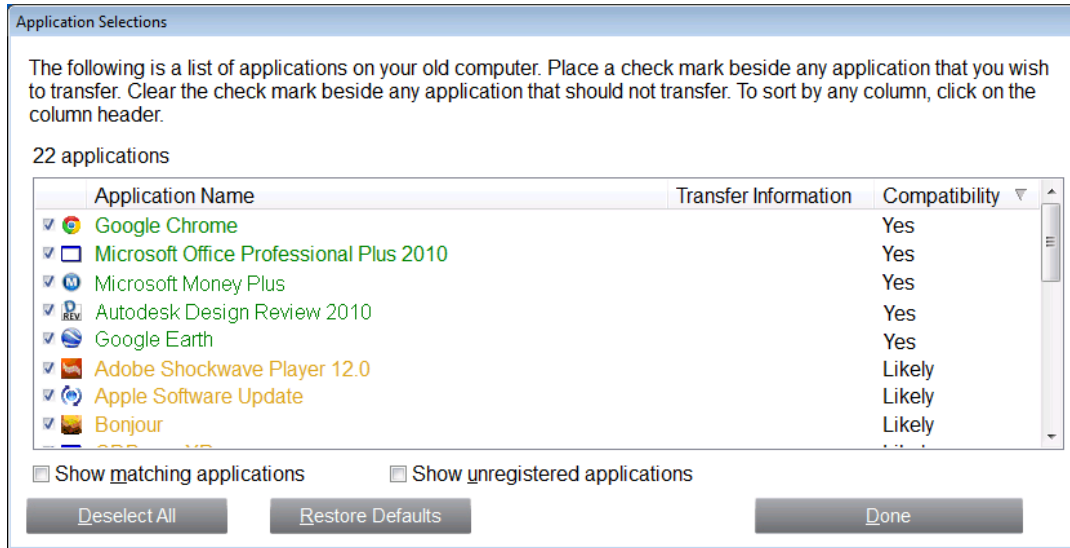 Application Selections
The following is a list of applications on your old computer. Place a check mark beside any application that you wish
to transfer. Clear the check mark beside any application that should not transfer. To sort by any column, click on the
column header.
22 applications
Application Name Transfer Information Compatibility
Google Chrome Yes
Microsoft Office Professional Plus 2010 Yes
Microsoft Money Plus Yes
REV Autodesk Design Review 2010 Yes
Google Earth Yes
Adobe Shockwave Player 12.0 Likely
Apple Software Update Likely
Bonjour Likely
Show matching applications Show unregistered applications
Deselect All Restore Defaults Done